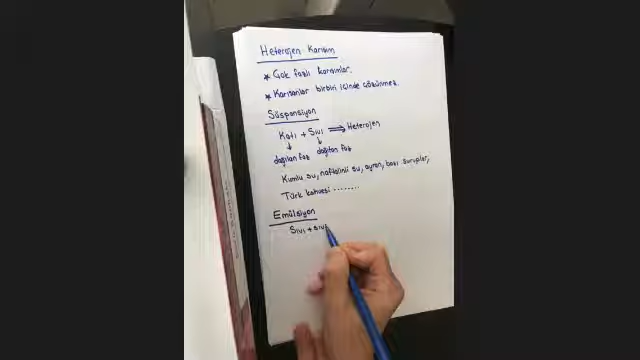 Heterojen Karışım
* Çok fazlı karışımlar.
* Karışanlar birbiri içinde çözünmez.
Süspansiyon
Katı + Sıvı ⟹ Heterojen
↓ ↓
dağılan faz dağıtan faz
Kumlu su, naftalinli su, ayran, bazı şuruplar,
Türk kahvesi ........
Emülsiyon
Sıvı + sıvı